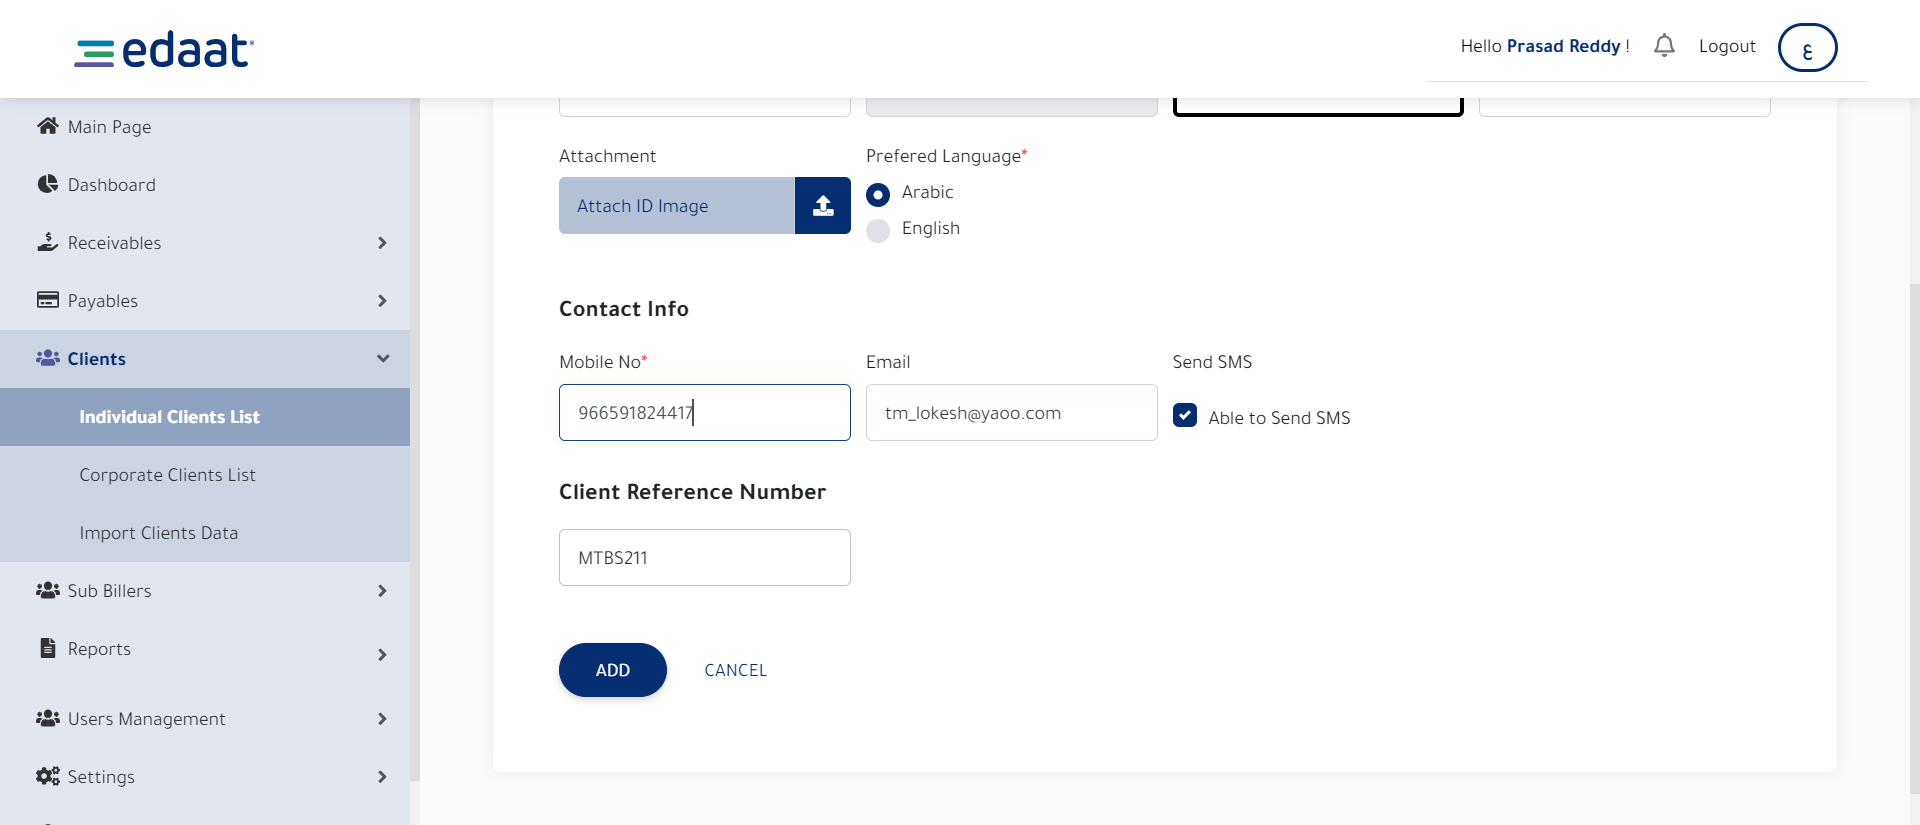 edaat
Hello Prasad Reddy !
Logout
ع
Main Page
Dashboard
Receivables
Payables
Clients
Individual Clients List
Corporate Clients List
Import Clients Data
Sub Billers
Reports
Users Management
Settings
Attachment
Attach ID Image
Prefered Language*
Arabic
English
Contact Info
Mobile No*
966591824417
Email
tm_lokesh@yaoo.com
Send SMS
Able to Send SMS
Client Reference Number
MTBS211
ADD
CANCEL